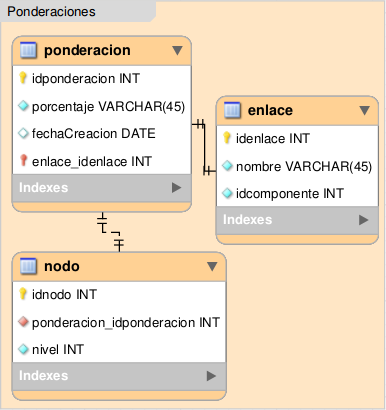 Ponderaciones
ponderacion
idponderacion INT
porcentaje VARCHAR(45)
fechaCreacion DATE
enlace_idenlace INT
Indexes
enlace
idenlace INT
nombre VARCHAR(45)
idcomponente INT
Indexes
nodo
idnodo INT
ponderacion_idponderacion INT
nivel INT
Indexes